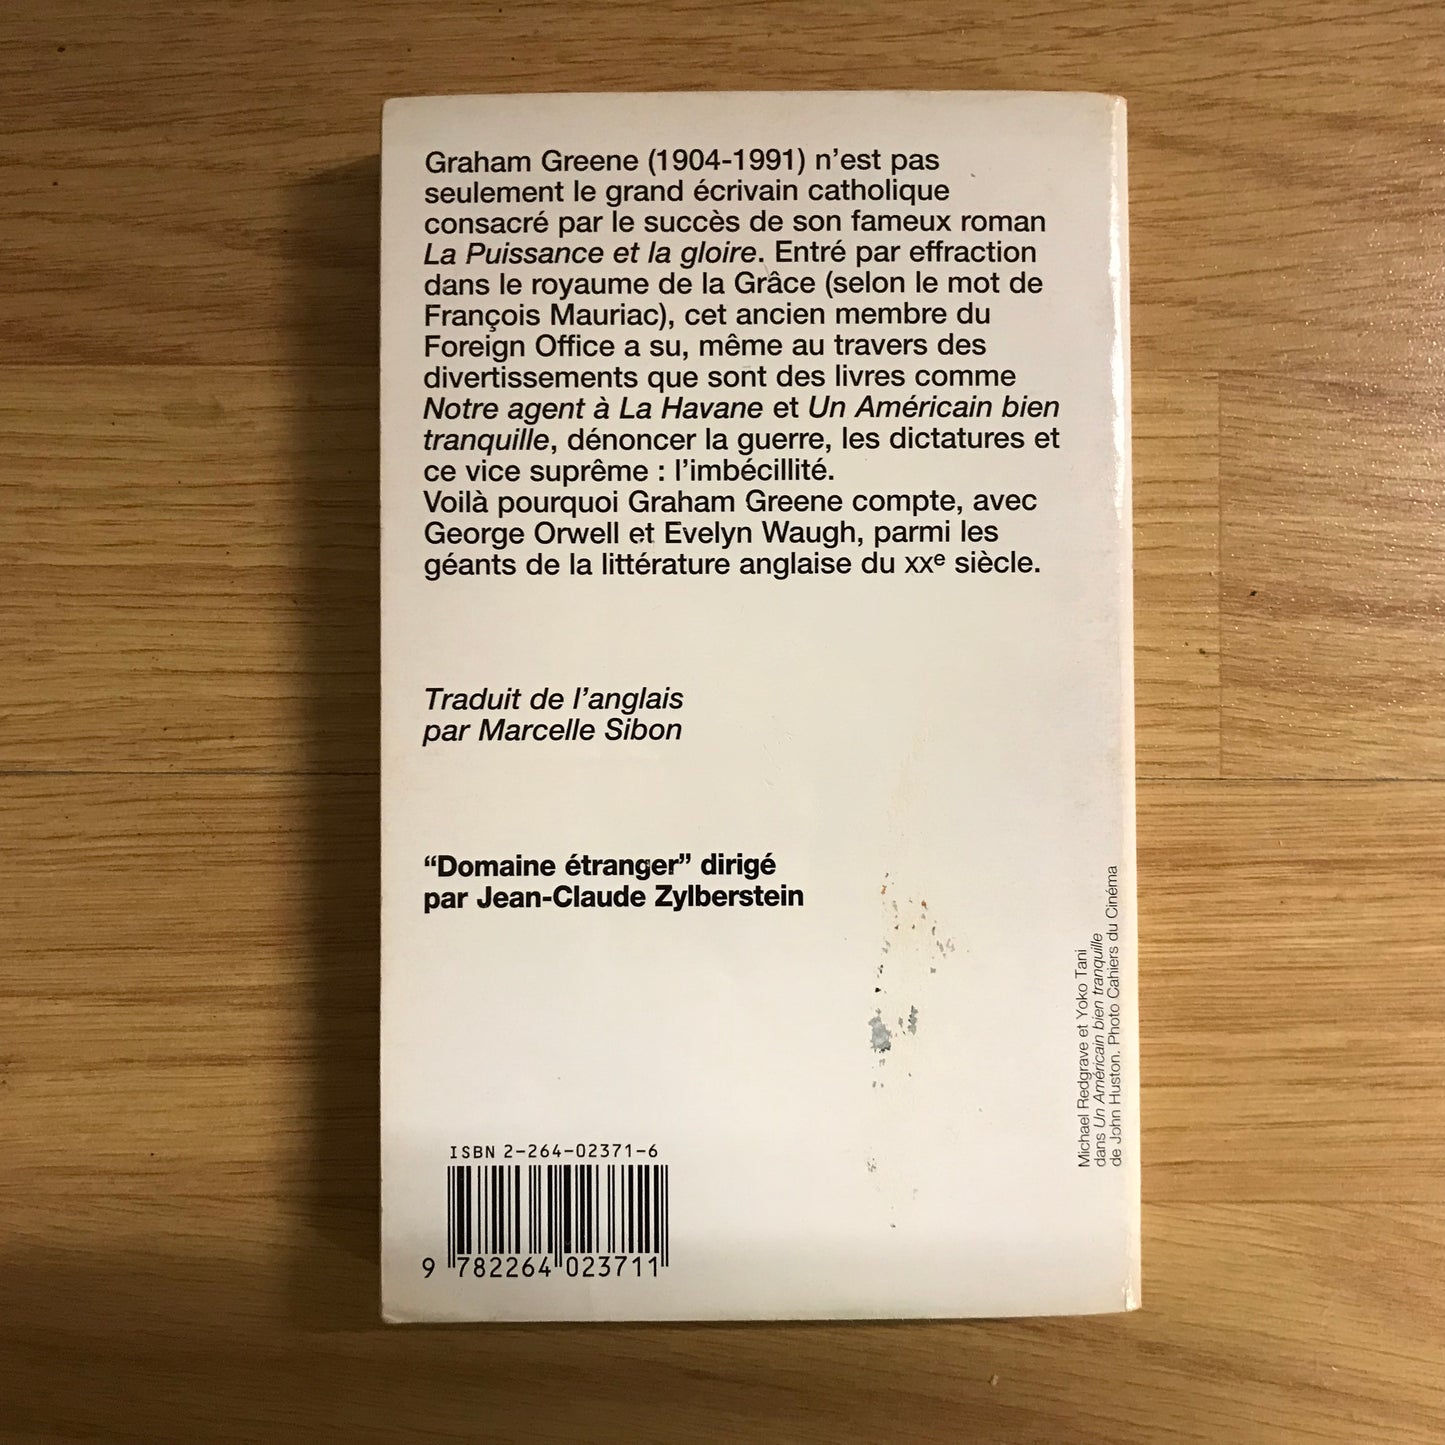 Graham Greene (1904-1991) n’est pas
seulement le grand écrivain catholique
consacré par le succès de son fameux roman
La Puissance et la gloire. Entré par effraction
dans le royaume de la Grâce (selon le mot de
François Mauriac), cet ancien membre du
Foreign Office a su, même au travers des
divertissements que sont des livres comme
Notre agent à La Havane et Un Américain bien
tranquille, dénoncer la guerre, les dictatures et
ce vice suprême : l’imbécillité.
Voilà pourquoi Graham Greene compte, avec
George Orwell et Evelyn Waugh, parmi les
géants de la littérature anglaise du XXe siècle.
Traduit de l’anglais
par Marcelle Sibon
“Domaine étranger” dirigé
par Jean-Claude Zylberstein
Michael Redgrave et Yoko Tani
dans Un Américain bien tranquille
de John Huston. Photo Cahiers du Cinéma
ISBN 2-264-02371-6
9 782264 023711